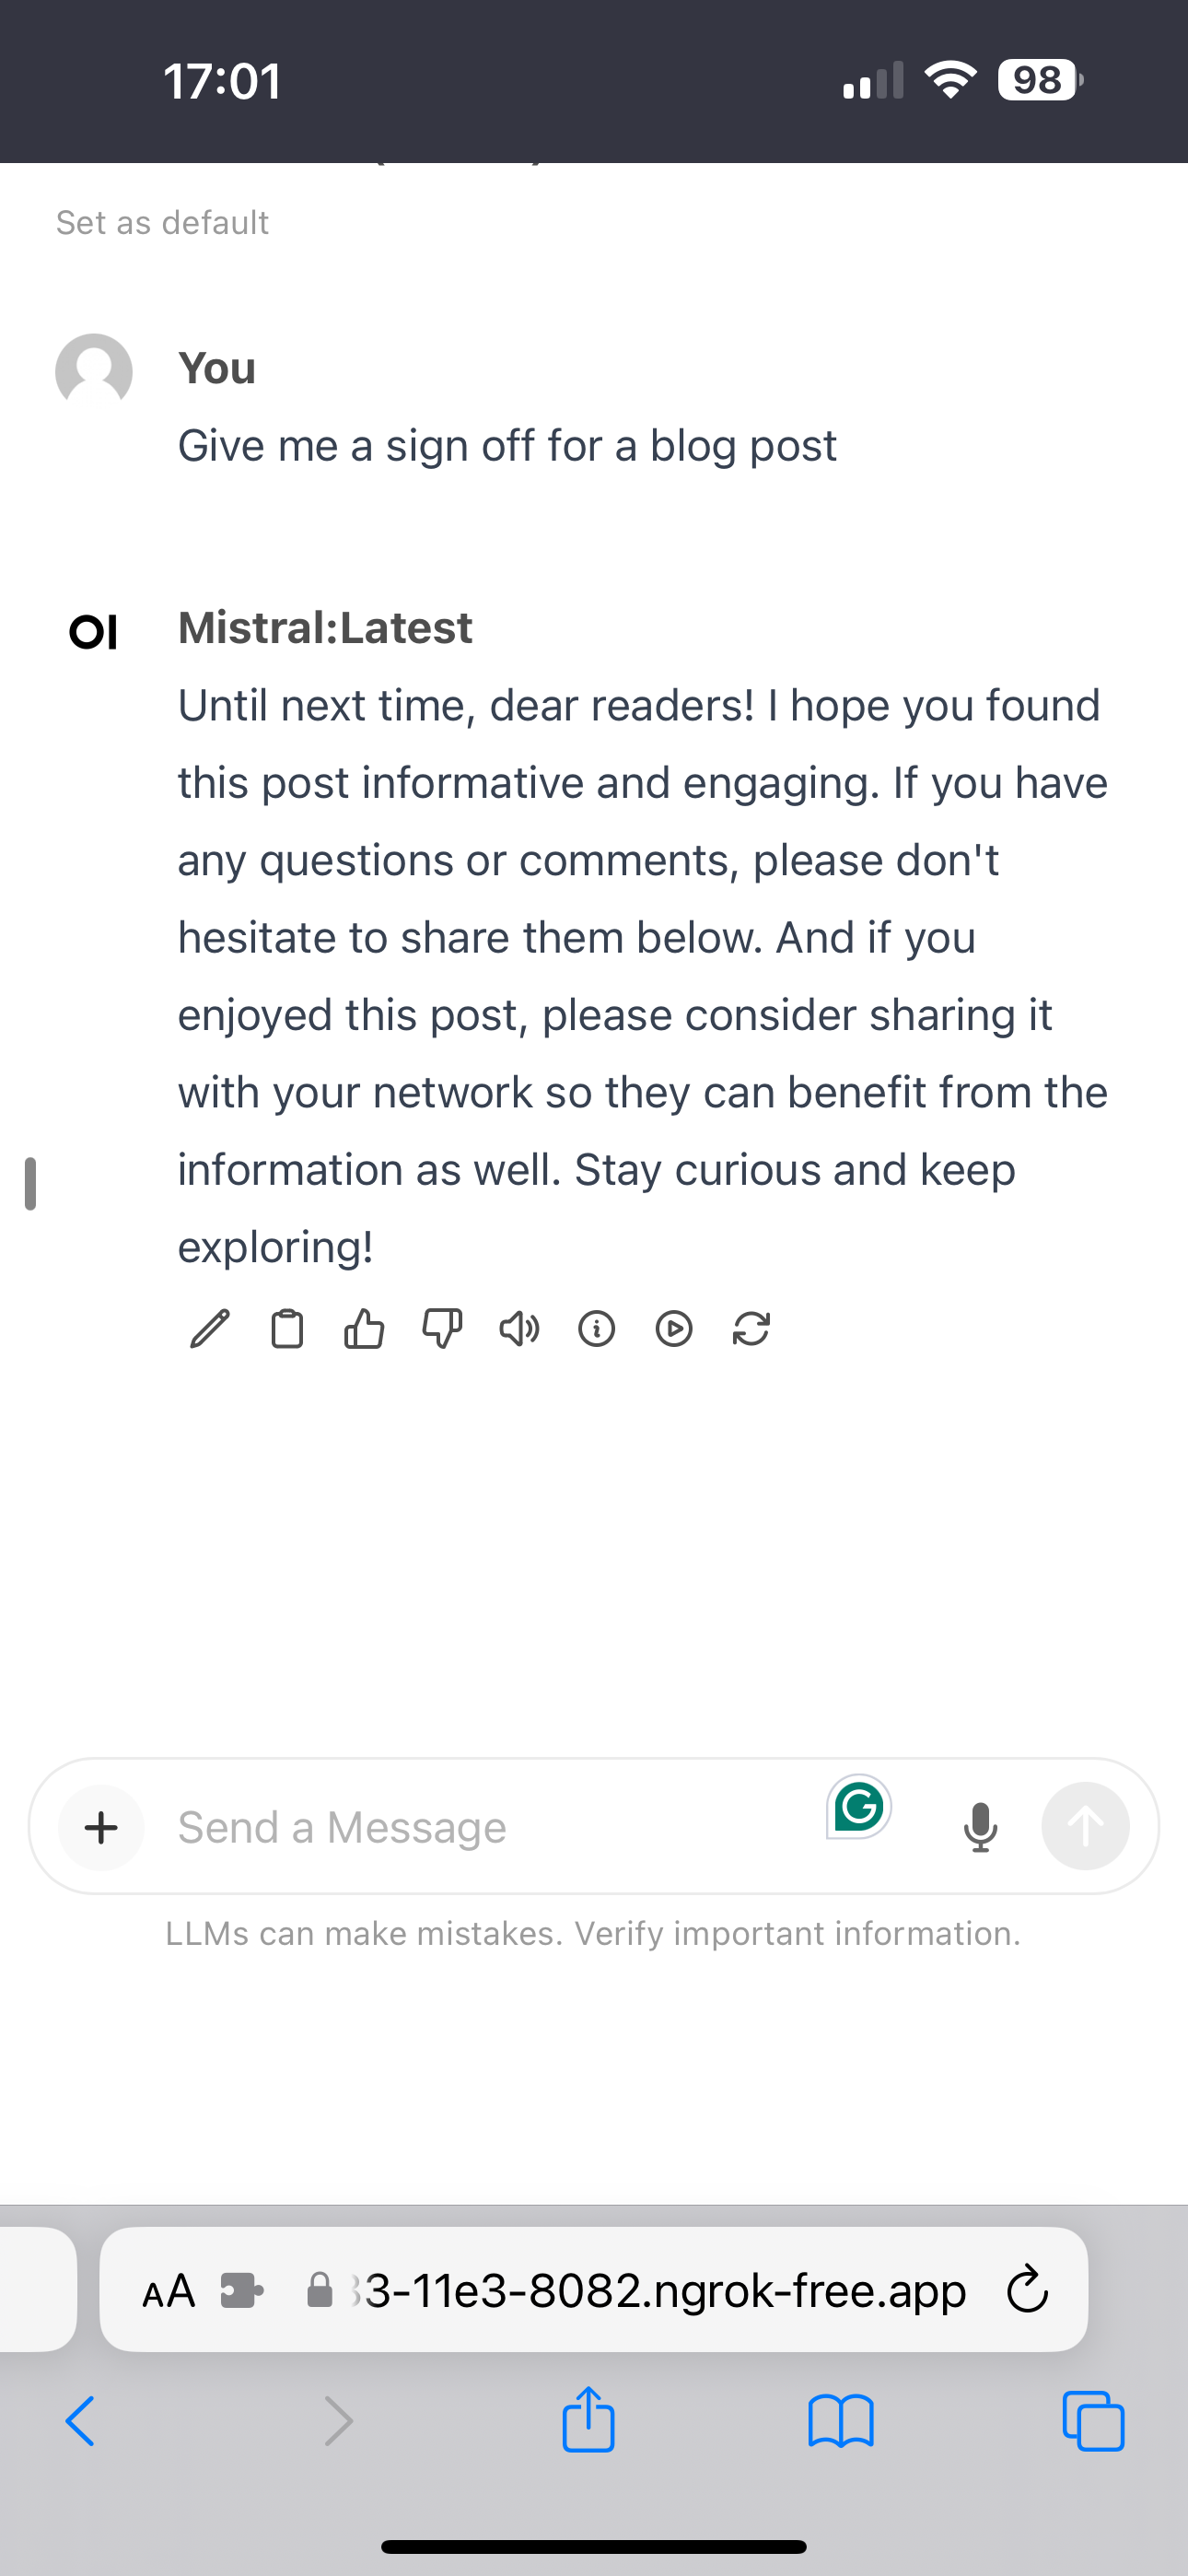 17:01
98
Set as default
You
Give me a sign off for a blog post
OI
Mistral:Latest
Until next time, dear readers! I hope you found
this post informative and engaging. If you have
any questions or comments, please don't
hesitate to share them below. And if you
enjoyed this post, please consider sharing it
with your network so they can benefit from the
information as well. Stay curious and keep
exploring!
Send a Message
LLMs can make mistakes. Verify important information.
AA
3-11e3-8082.ngrok-free.app